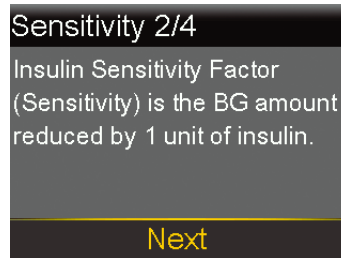 Sensitivity 2/4
Insulin Sensitivity Factor
(Sensitivity) is the BG amount
reduced by 1 unit of insulin.
Next